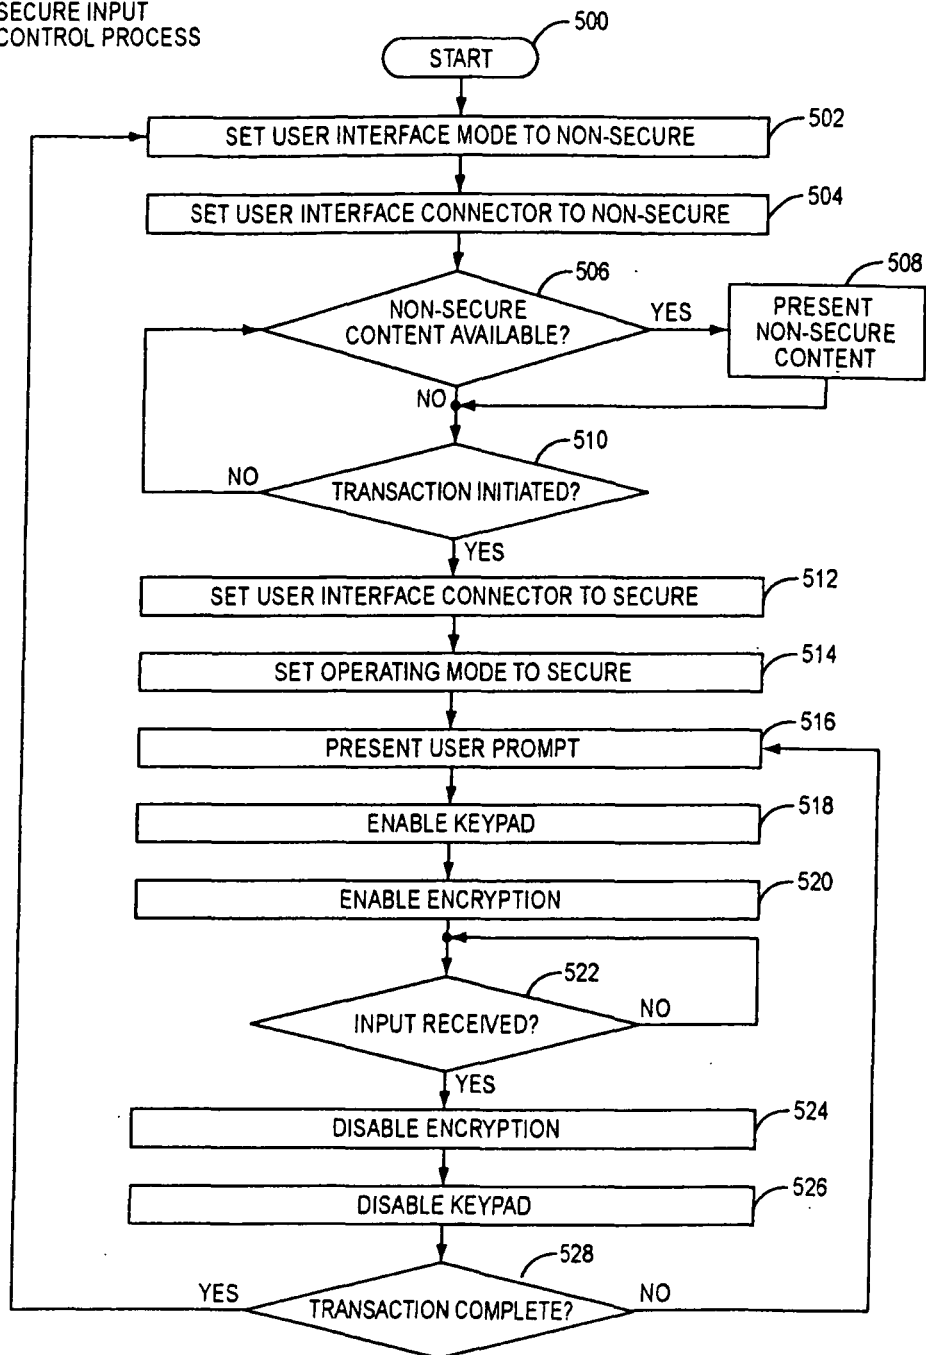 SECURE INPUT
CONTROL PROCESS
500
START
502
SET USER INTERFACE MODE TO NON-SECURE
504
SET USER INTERFACE CONNECTOR TO NON-SECURE
506
NON-SECURE
CONTENT AVAILABLE?
YES
508
PRESENT
NON-SECURE
CONTENT
NO
510
TRANSACTION INITIATED?
NO
YES
512
SET USER INTERFACE CONNECTOR TO SECURE
514
SET OPERATING MODE TO SECURE
516
PRESENT USER PROMPT
518
ENABLE KEYPAD
520
ENABLE ENCRYPTION
522
INPUT RECEIVED?
NO
YES
524
DISABLE ENCRYPTION
526
DISABLE KEYPAD
528
YES
TRANSACTION COMPLETE?
NO